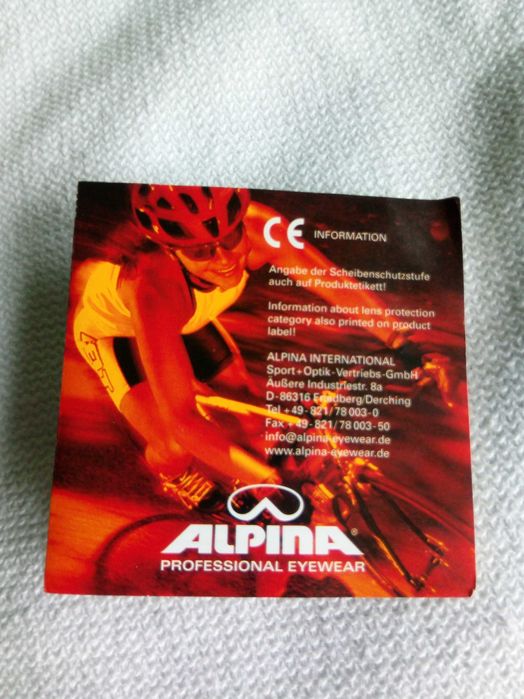 CE INFORMATION
Angabe der Scheibenschutzstufe
auch auf Produktetikett!
Information about lens protection
category also printed on product
label!
ALPINA INTERNATIONAL
Sport+Optik-Vertriebs-GmbH
Äußere Industriestr. 8a
D-86316 Friedberg/Derching
Tel +49-821/78 003-0
Fax +49-821/78 003-50
info@alpina-eyewear.de
www.alpina-eyewear.de
ALPINA®
PROFESSIONAL EYEWEAR